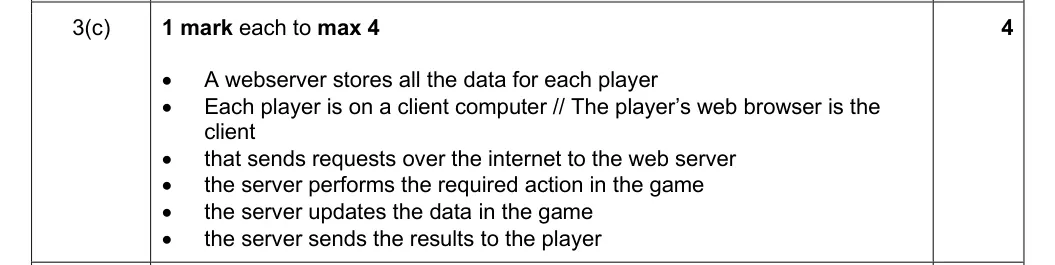 3(c) 1 mark each to max 4 4
• A webserver stores all the data for each player
• Each player is on a client computer // The player's web browser is the
client
• that sends requests over the internet to the web server
• the server performs the required action in the game
• the server updates the data in the game
• the server sends the results to the player